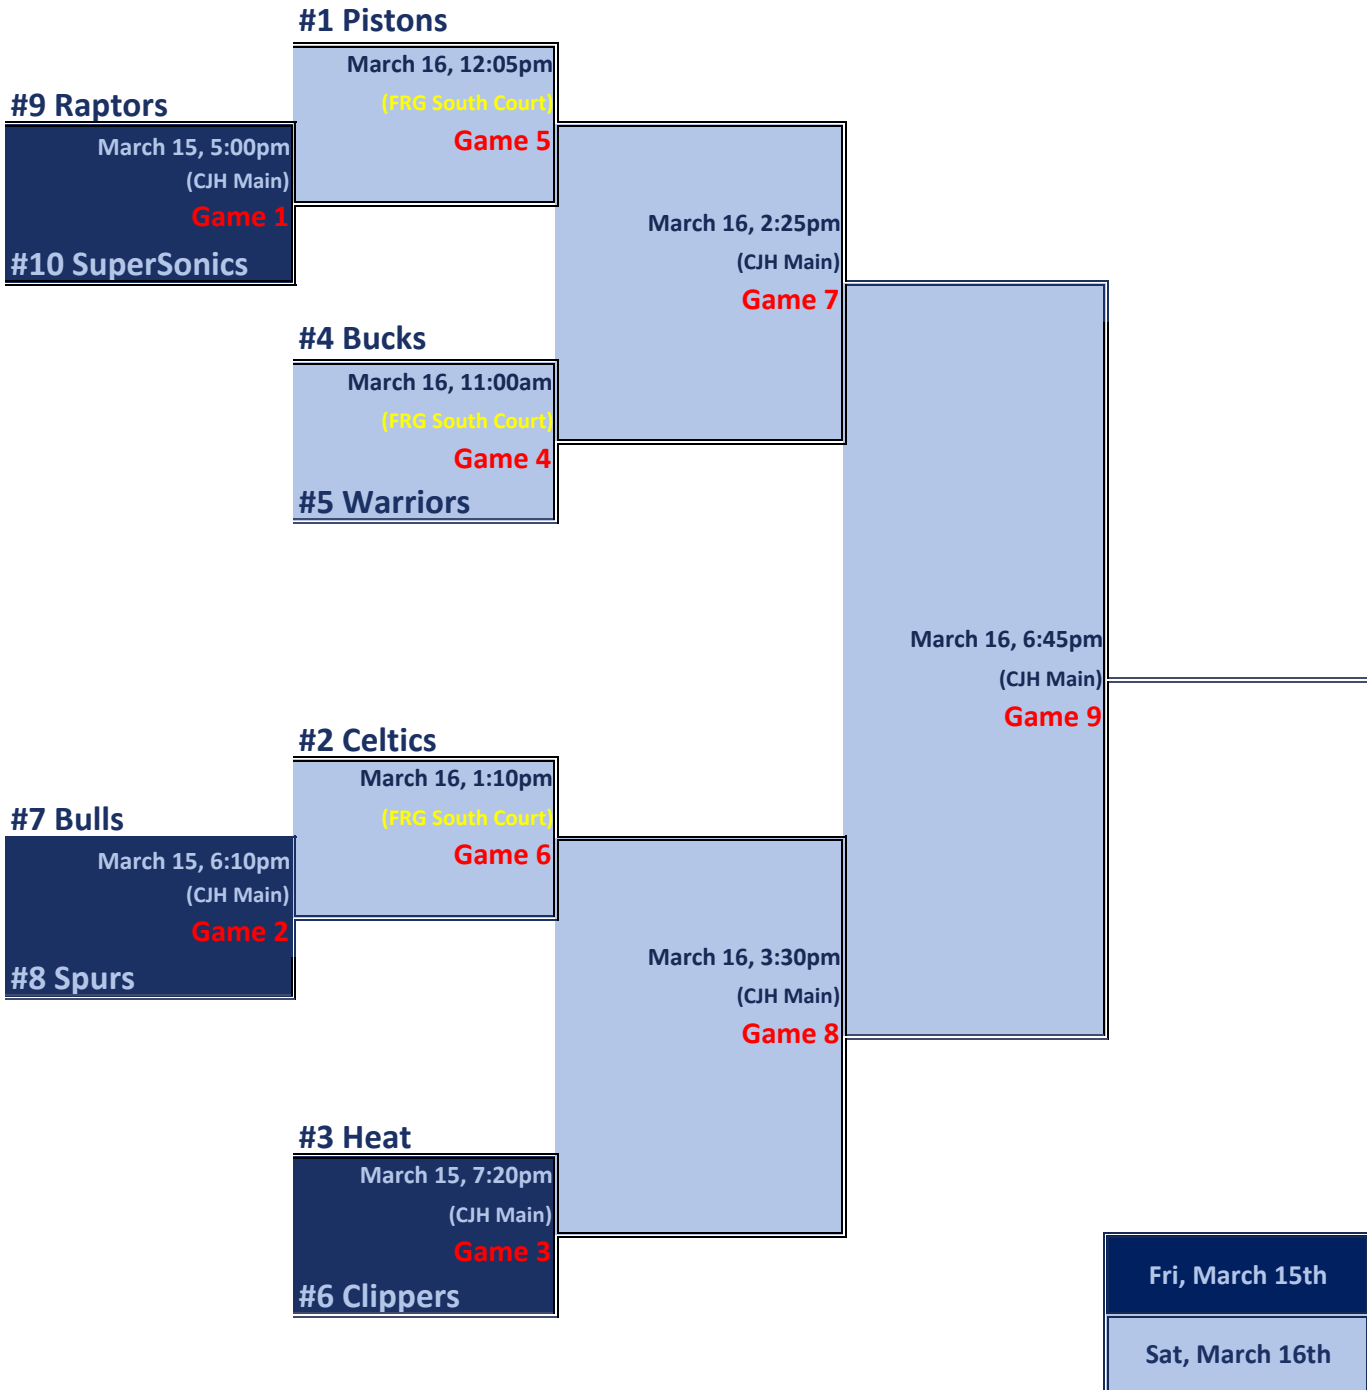 #1 Pistons
March 16, 12:05pm
(FRG South Court)
Game 5
#9 Raptors
March 15, 5:00pm
(CJH Main)
Game 1
#10 SuperSonics
March 16, 2:25pm
(CJH Main)
Game 7
#4 Bucks
March 16, 11:00am
(FRG South Court)
Game 4
#5 Warriors
March 16, 6:45pm
(CJH Main)
Game 9
#2 Celtics
March 16, 1:10pm
(FRG South Court)
Game 6
#7 Bulls
March 15, 6:10pm
(CJH Main)
Game 2
#8 Spurs
March 16, 3:30pm
(CJH Main)
Game 8
#3 Heat
March 15, 7:20pm
(CJH Main)
Game 3
#6 Clippers
Fri, March 15th
Sat, March 16th